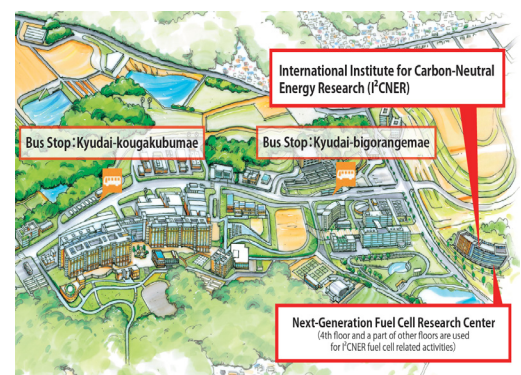 International Institute for Carbon-Neutral
Energy Research (I²CNER)
Bus Stop:Kyudai-kougakubumae
Bus Stop:Kyudai-bigorangemae
Next-Generation Fuel Cell Research Center
(4th floor and a part of other floors are used
for I²CNER fuel cell related activities)